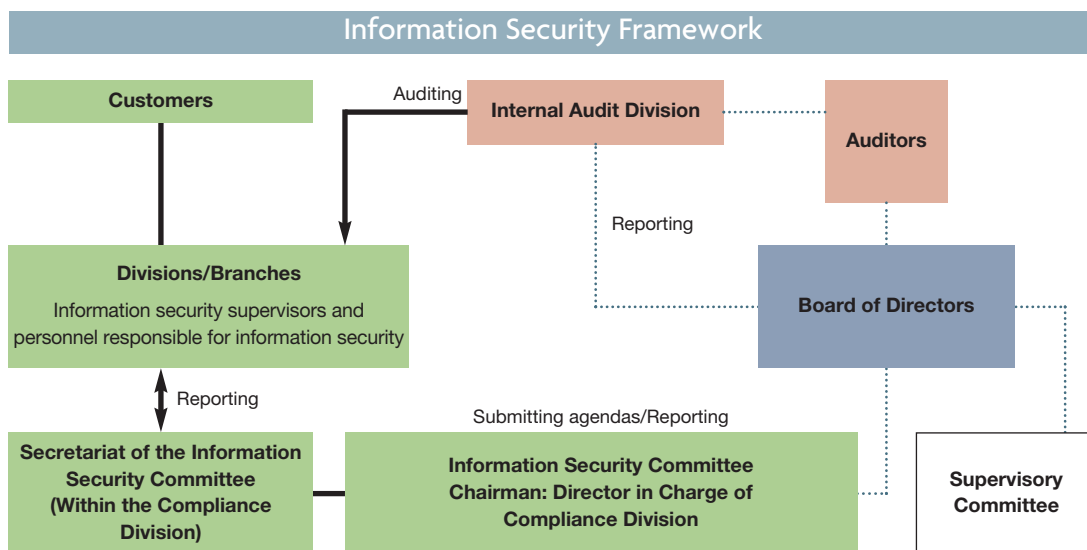 Information Security Framework
Customers
Auditing
Internal Audit Division
Auditors
Reporting
Divisions/Branches
Information security supervisors and
personnel responsible for information security
Board of Directors
Reporting
Submitting agendas/Reporting
Secretariat of the Information
Security Committee
(Within the Compliance
Division)
Information Security Committee
Chairman: Director in Charge of
Compliance Division
Supervisory
Committee